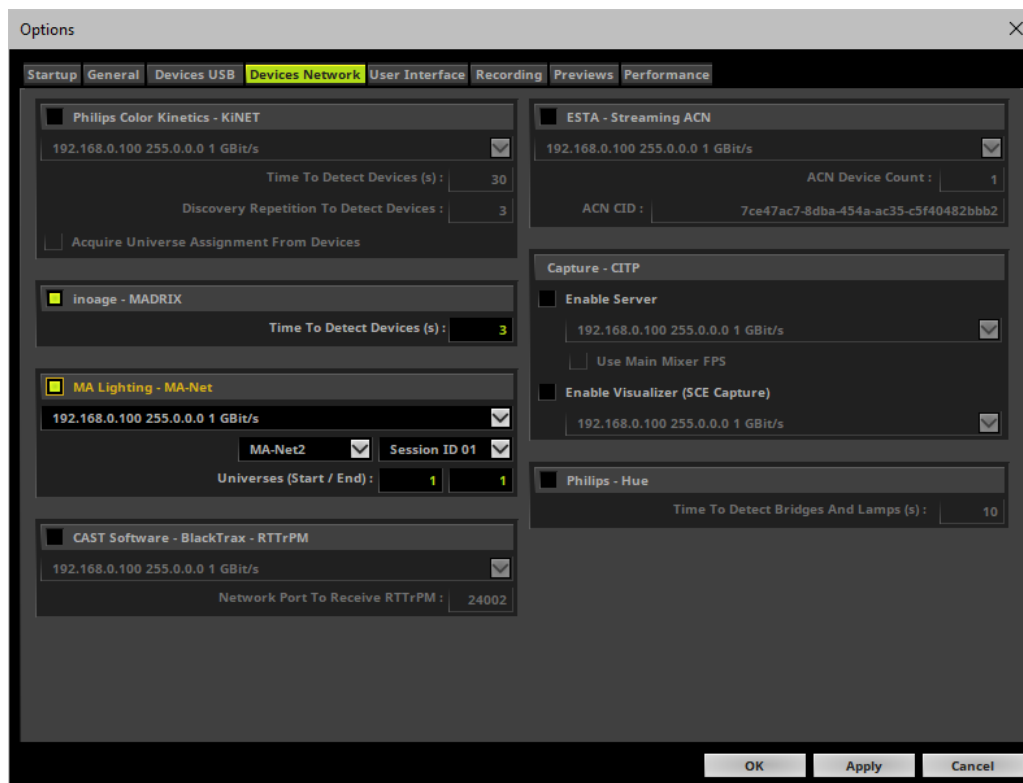 Options
Startup General Devices USB Devices Network User Interface Recording Previews Performance
Philips Color Kinetics - KiNET
192.168.0.100 255.0.0.0 1 GBit/s
Time To Detect Devices (s) : 30
Discovery Repetition To Detect Devices : 3
Acquire Universe Assignment From Devices
inoage - MADRIX
Time To Detect Devices (s) : 3
MA Lighting - MA-Net
192.168.0.100 255.0.0.0 1 GBit/s
MA-Net2 Session ID 01
Universes (Start / End) : 1 1
CAST Software - BlackTrax - RTTrPM
192.168.0.100 255.0.0.0 1 GBit/s
Network Port To Receive RTTrPM : 24002
ESTA - Streaming ACN
192.168.0.100 255.0.0.0 1 GBit/s
ACN Device Count : 1
ACN CID : 7ce47ac7-8dba-454a-ac35-c5f40482bbb2
Capture - CITP
Enable Server
192.168.0.100 255.0.0.0 1 GBit/s
Use Main Mixer FPS
Enable Visualizer (SCE Capture)
192.168.0.100 255.0.0.0 1 GBit/s
Philips - Hue
Time To Detect Bridges And Lamps (s) : 10
OK Apply Cancel